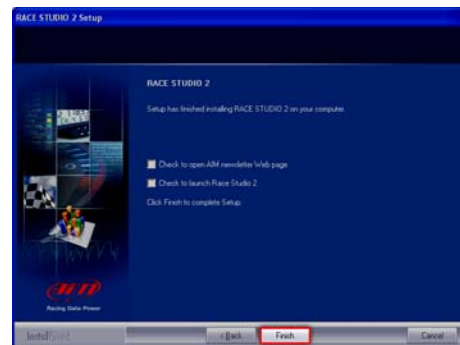 RACE STUDIO 2 Setup
RACE STUDIO 2
Setup has finished installing RACE STUDIO 2 on your computer.
Check to open AIM newsletter Web page
Check to launch Race Studio 2
Click Finish to complete Setup.
AiM
Racing Data Power
InstallShield
< Back
Finish
Cancel